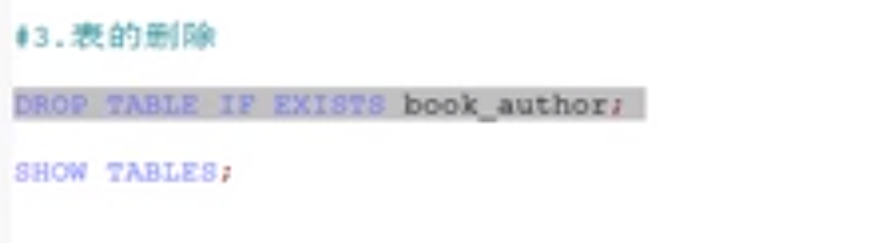 #3.表的删除
DROP TABLE IF EXISTS book_author;
SHOW TABLES;